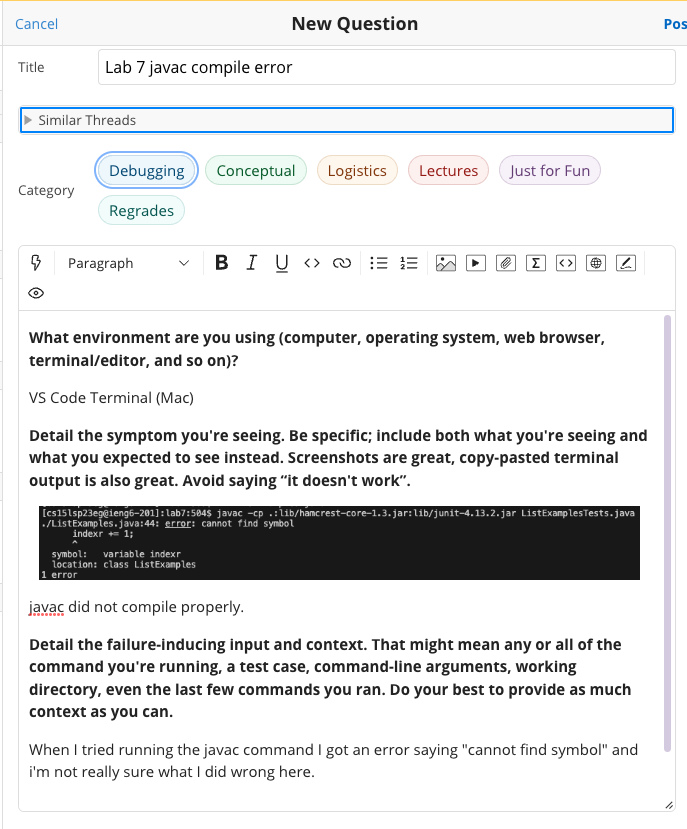 Cancel
New Question
Pos
Title
Lab 7 javac compile error
Similar Threads
Category
Debugging
Conceptual
Logistics
Lectures
Just for Fun
Regrades
Paragraph
B
I
U
What environment are you using (computer, operating system, web browser,
terminal/editor, and so on)?
VS Code Terminal (Mac)
Detail the symptom you're seeing. Be specific; include both what you're seeing and
what you expected to see instead. Screenshots are great, copy-pasted terminal
output is also great. Avoid saying “it doesn't work”.
[cs15lsp23eg@ieng6-201]:lab7:504$ javac -cp .:lib/hamcrest-core-1.3.jar:lib/junit-4.13.2.jar ListExamplesTests.java
./ListExamples.java:44: error: cannot find symbol
indexr += 1;
^
symbol: variable indexr
location: class ListExamples
1 error
javac did not compile properly.
Detail the failure-inducing input and context. That might mean any or all of the
command you're running, a test case, command-line arguments, working
directory, even the last few commands you ran. Do your best to provide as much
context as you can.
When I tried running the javac command I got an error saying "cannot find symbol" and
i'm not really sure what I did wrong here.